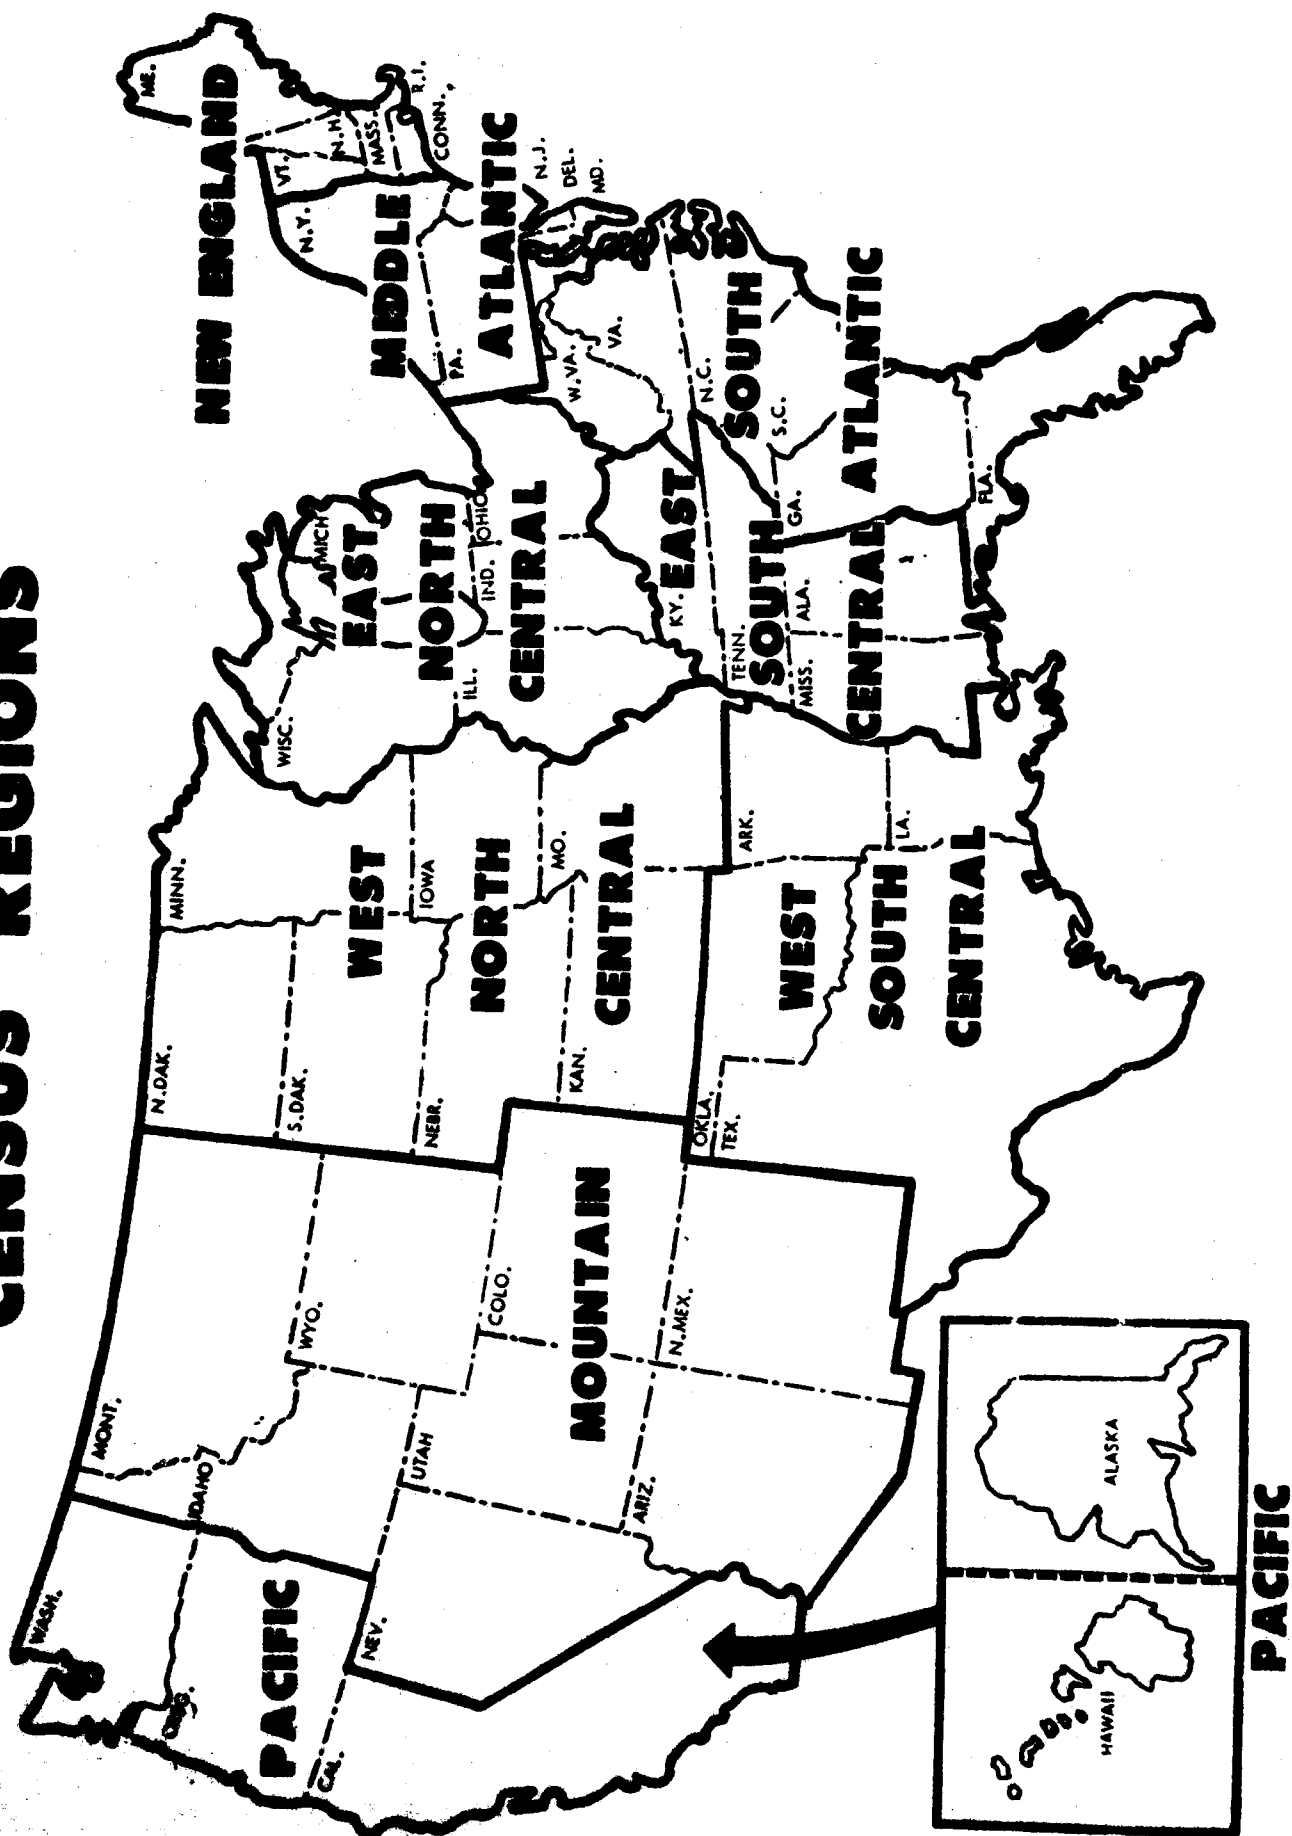 CENSUS REGIONS
WASH.
MONT.
N.DAK.
MINN.
ME.
NEW ENGLAND
VT.
N.H.
MASS.
R.I.
CONN.
N.Y.
MIDDLE
ATLANTIC
PA.
N.J.
DEL.
MD.
OREG.
IDAHO
WYO.
S.DAK.
WISC.
MICH
EAST
NORTH
CENTRAL
ILL.
IND.
OHIO
PACIFIC
CAL.
NEV.
UTAH
COLO.
NEBR.
IOWA
WEST
NORTH
CENTRAL
KAN.
MO.
MOUNTAIN
ARIZ.
N.MEX.
W.VA.
VA.
N.C.
S.C.
GA.
FLA.
SOUTH
ATLANTIC
KY.
TENN.
MISS.
ALA.
EAST
SOUTH
CENTRAL
OKLA.
TEX.
ARK.
LA.
WEST
SOUTH
CENTRAL
HAWAII
ALASKA
PACIFIC